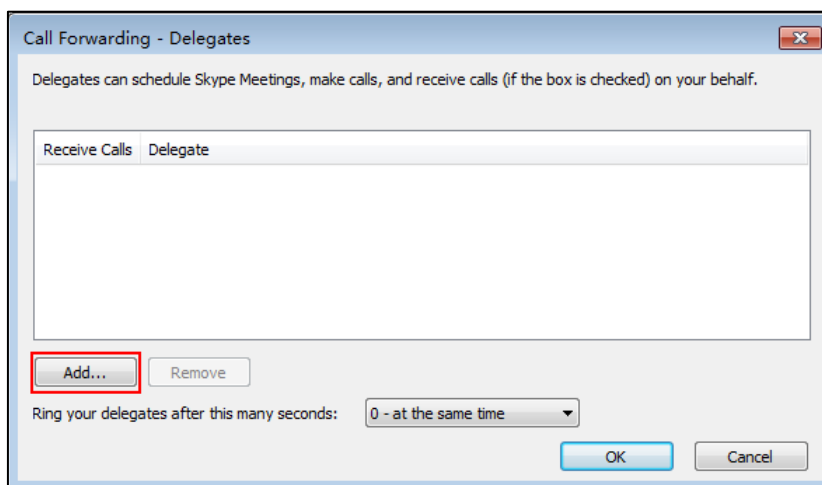 Call Forwarding - Delegates
Delegates can schedule Skype Meetings, make calls, and receive calls (if the box is checked) on your behalf.
Receive Calls Delegate
Add... Remove
Ring your delegates after this many seconds: 0 - at the same time
OK Cancel